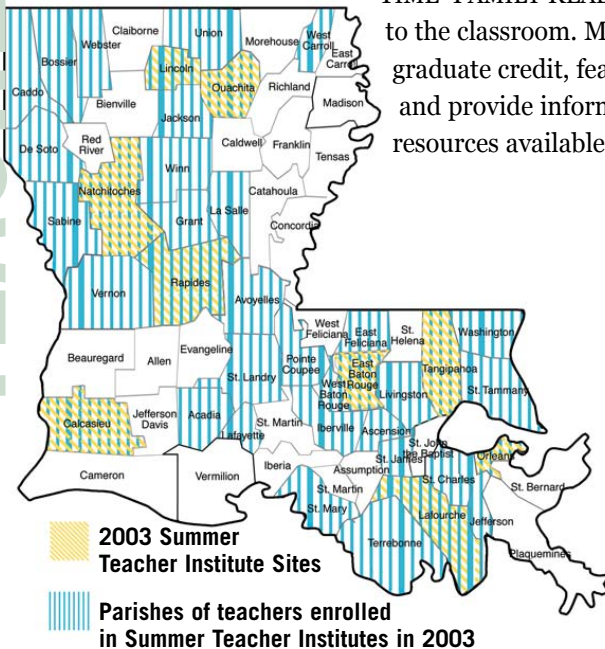 to the classroom. M
graduate credit, fea
and provide inform
resources available
Claiborne
Union
Webster
Morehouse
West Carroll
East Carroll
Bossier
Lincoln
Ouachita
Richland
Madison
Caddo
Bienville
Jackson
De Soto
Red River
Caldwell
Franklin
Tensas
Winn
Natchitoches
Catahoula
Sabine
Grant
La Salle
Concordia
Rapides
Vernon
Avoyelles
West Feliciana
East Feliciana
St. Helena
Washington
Beauregard
Allen
Evangeline
Pointe Coupee
St. Landry
West Baton Rouge
East Baton Rouge
Livingston
Tangipahoa
St. Tammany
Calcasieu
Jefferson Davis
Acadia
Lafayette
St. Martin
Iberville
Ascension
St. John the Baptist
St. James
Orleans
Cameron
Vermilion
Iberia
Assumption
St. Charles
St. Bernard
St. Martin
St. Mary
Lafourche
Jefferson
Terrebonne
Plaquemines
2003 Summer
Teacher Institute Sites
Parishes of teachers enrolled
in Summer Teacher Institutes in 2003